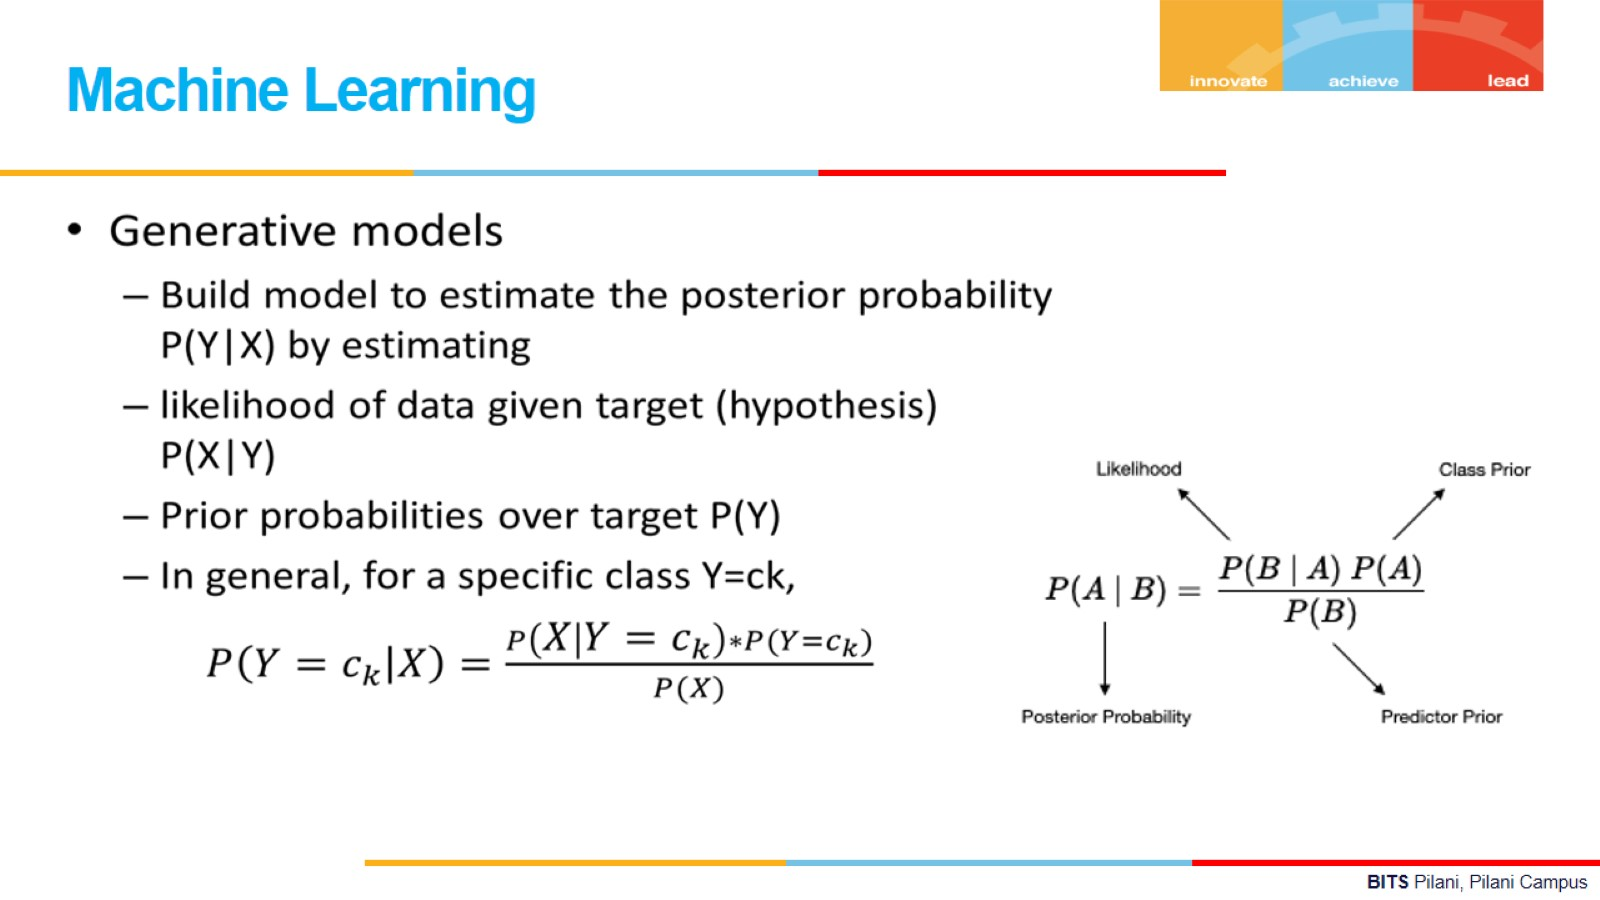 Machine Learning
innovate achieve lead
• Generative models
– Build model to estimate the posterior probability
P(Y|X) by estimating
– likelihood of data given target (hypothesis)
P(X|Y)
– Prior probabilities over target P(Y)
– In general, for a specific class Y=ck,
P(Y = c_k|X) = P(X|Y = c_k)*P(Y=c_k) / P(X)
Likelihood Class Prior
P(A | B) = P(B | A) P(A) / P(B)
Posterior Probability Predictor Prior
BITS Pilani, Pilani Campus